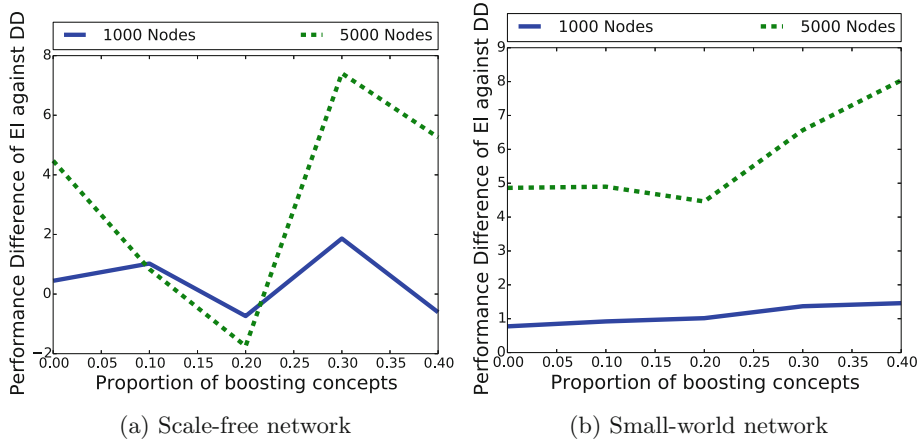 1000 Nodes 5000 Nodes
Performance Difference of EI against DD
8
6
4
2
0
−2
0.00 0.05 0.10 0.15 0.20 0.25 0.30 0.35 0.40
Proportion of boosting concepts
(a) Scale-free network
1000 Nodes 5000 Nodes
Performance Difference of EI against DD
9
8
7
6
5
4
3
2
1
0
0.00 0.05 0.10 0.15 0.20 0.25 0.30 0.35 0.40
Proportion of boosting concepts
(b) Small-world network